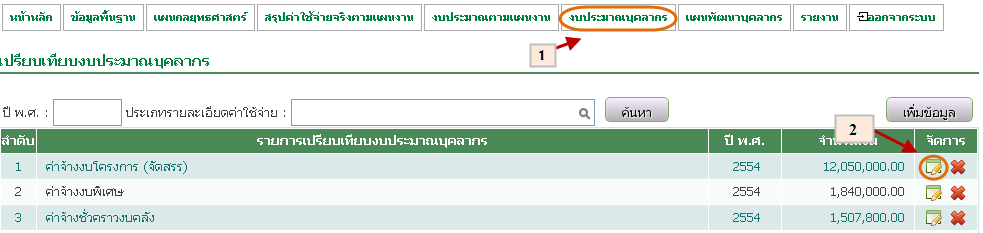 หน้าหลัก ข้อมูลพื้นฐาน แผนกลยุทธศาสตร์ สรุปค่าใช้จ่ายจริงตามแผนงาน งบประมาณตามแผนงาน งบประมาณบุคลากร แผนพัฒนาบุคลากร รายงาน ออกจากระบบ
1
เปรียบเทียบงบประมาณบุคลากร
ปี พ.ศ. : ประเภทรายละเอียดค่าใช้จ่าย : ค้นหา เพิ่มข้อมูล
2
ลำดับ รายการเปรียบเทียบงบประมาณบุคลากร ปี พ.ศ. จัดการ
1 ค่าจ้างงบโครงการ (จัดสรร) 2554 12,050,000.00
2 ค่าจ้างงบพิเศษ 2554 1,840,000.00
3 ค่าจ้างชั่วคราวงบคลัง 2554 1,507,800.00